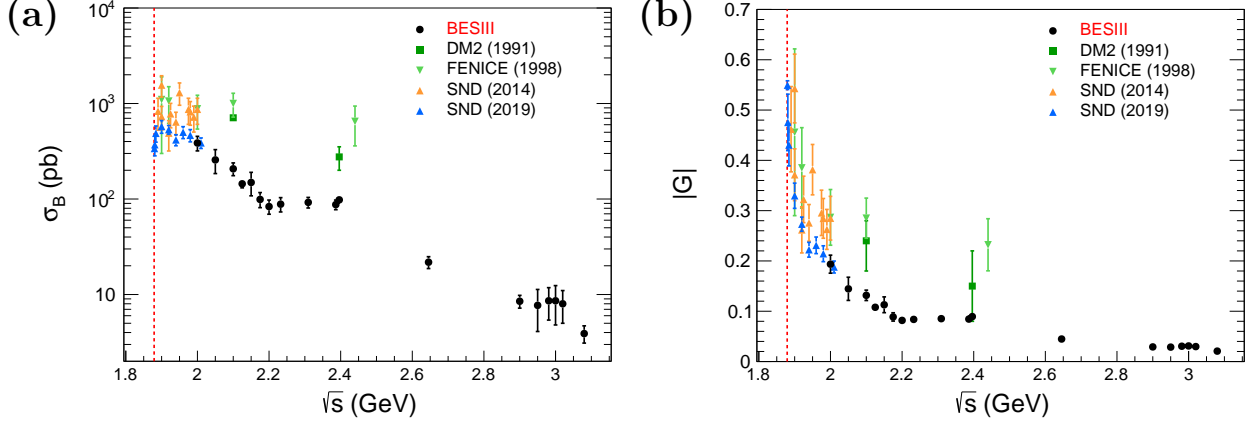 (a)
σB (pb)
10^4
10^3
10^2
10
1.8 2 2.2 2.4 2.6 2.8 3
√s (GeV)
BESIII
DM2 (1991)
FENICE (1998)
SND (2014)
SND (2019)
(b)
|G|
0.7
0.6
0.5
0.4
0.3
0.2
0.1
0
1.8 2 2.2 2.4 2.6 2.8 3
√s (GeV)
BESIII
DM2 (1991)
FENICE (1998)
SND (2014)
SND (2019)